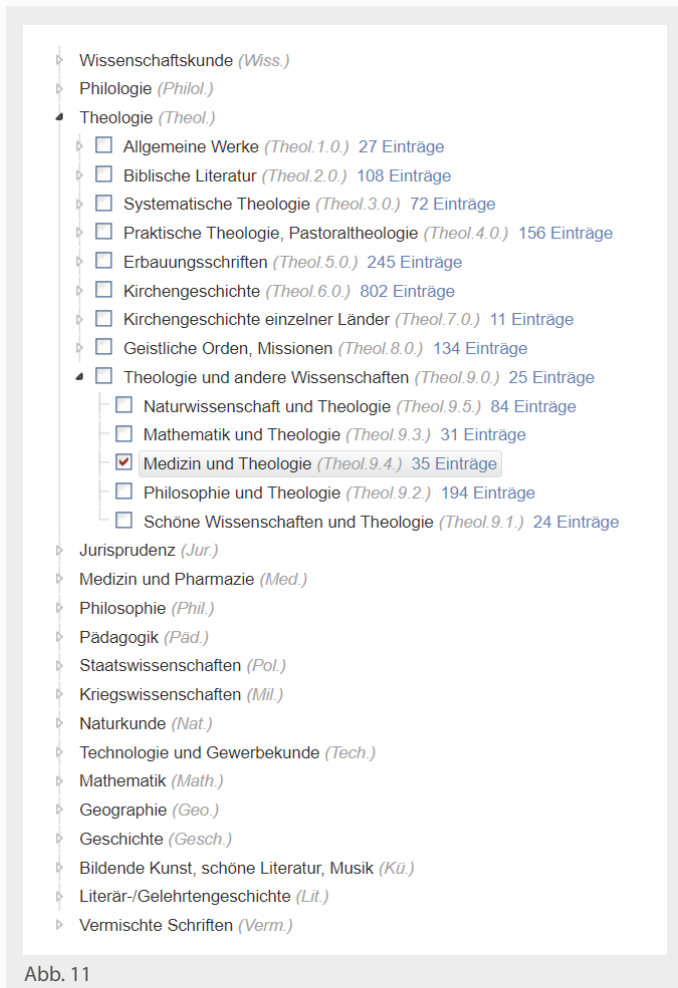 Wissenschaftskunde (Wiss.)
Philologie (Philol.)
Theologie (Theol.)
Allgemeine Werke (Theol.1.0.) 27 Einträge
Biblische Literatur (Theol.2.0.) 108 Einträge
Systematische Theologie (Theol.3.0.) 72 Einträge
Praktische Theologie, Pastoraltheologie (Theol.4.0.) 156 Einträge
Erbauungsschriften (Theol.5.0.) 245 Einträge
Kirchengeschichte (Theol.6.0.) 802 Einträge
Kirchengeschichte einzelner Länder (Theol.7.0.) 11 Einträge
Geistliche Orden, Missionen (Theol.8.0.) 134 Einträge
Theologie und andere Wissenschaften (Theol.9.0.) 25 Einträge
Naturwissenschaft und Theologie (Theol.9.5.) 84 Einträge
Mathematik und Theologie (Theol.9.3.) 31 Einträge
Medizin und Theologie (Theol.9.4.) 35 Einträge
Philosophie und Theologie (Theol.9.2.) 194 Einträge
Schöne Wissenschaften und Theologie (Theol.9.1.) 24 Einträge
Jurisprudenz (Jur.)
Medizin und Pharmazie (Med.)
Philosophie (Phil.)
Pädagogik (Päd.)
Staatswissenschaften (Pol.)
Kriegswissenschaften (Mil.)
Naturkunde (Nat.)
Technologie und Gewerbekunde (Tech.)
Mathematik (Math.)
Geographie (Geo.)
Geschichte (Gesch.)
Bildende Kunst, schöne Literatur, Musik (Kü.)
Literär-/Gelehrtengeschichte (Lit.)
Vermischte Schriften (Verm.)
Abb. 11